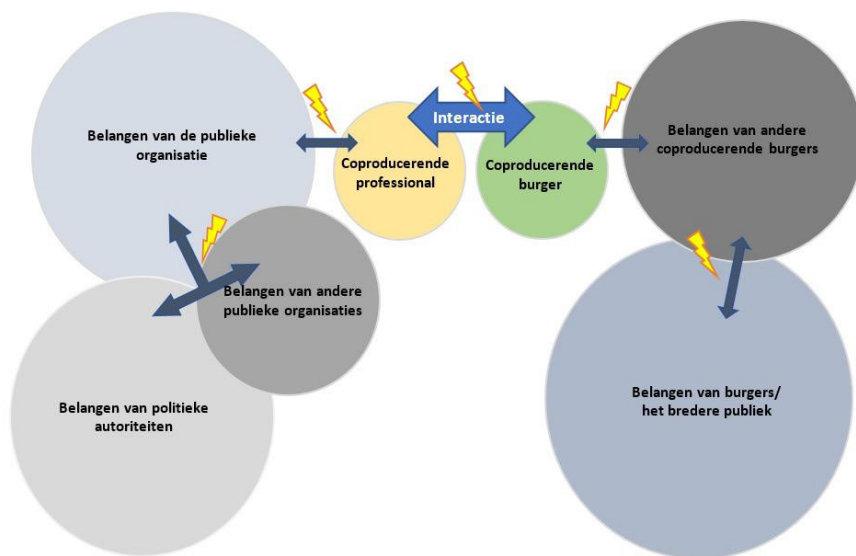 Belangen van de publieke
organisatie
Coproducerende
professional
Interactie
Coproducerende
burger
Belangen van andere
coproducerende burgers
Belangen van andere
publieke organisaties
Belangen van politieke
autoriteiten
Belangen van burgers/
het bredere publiek